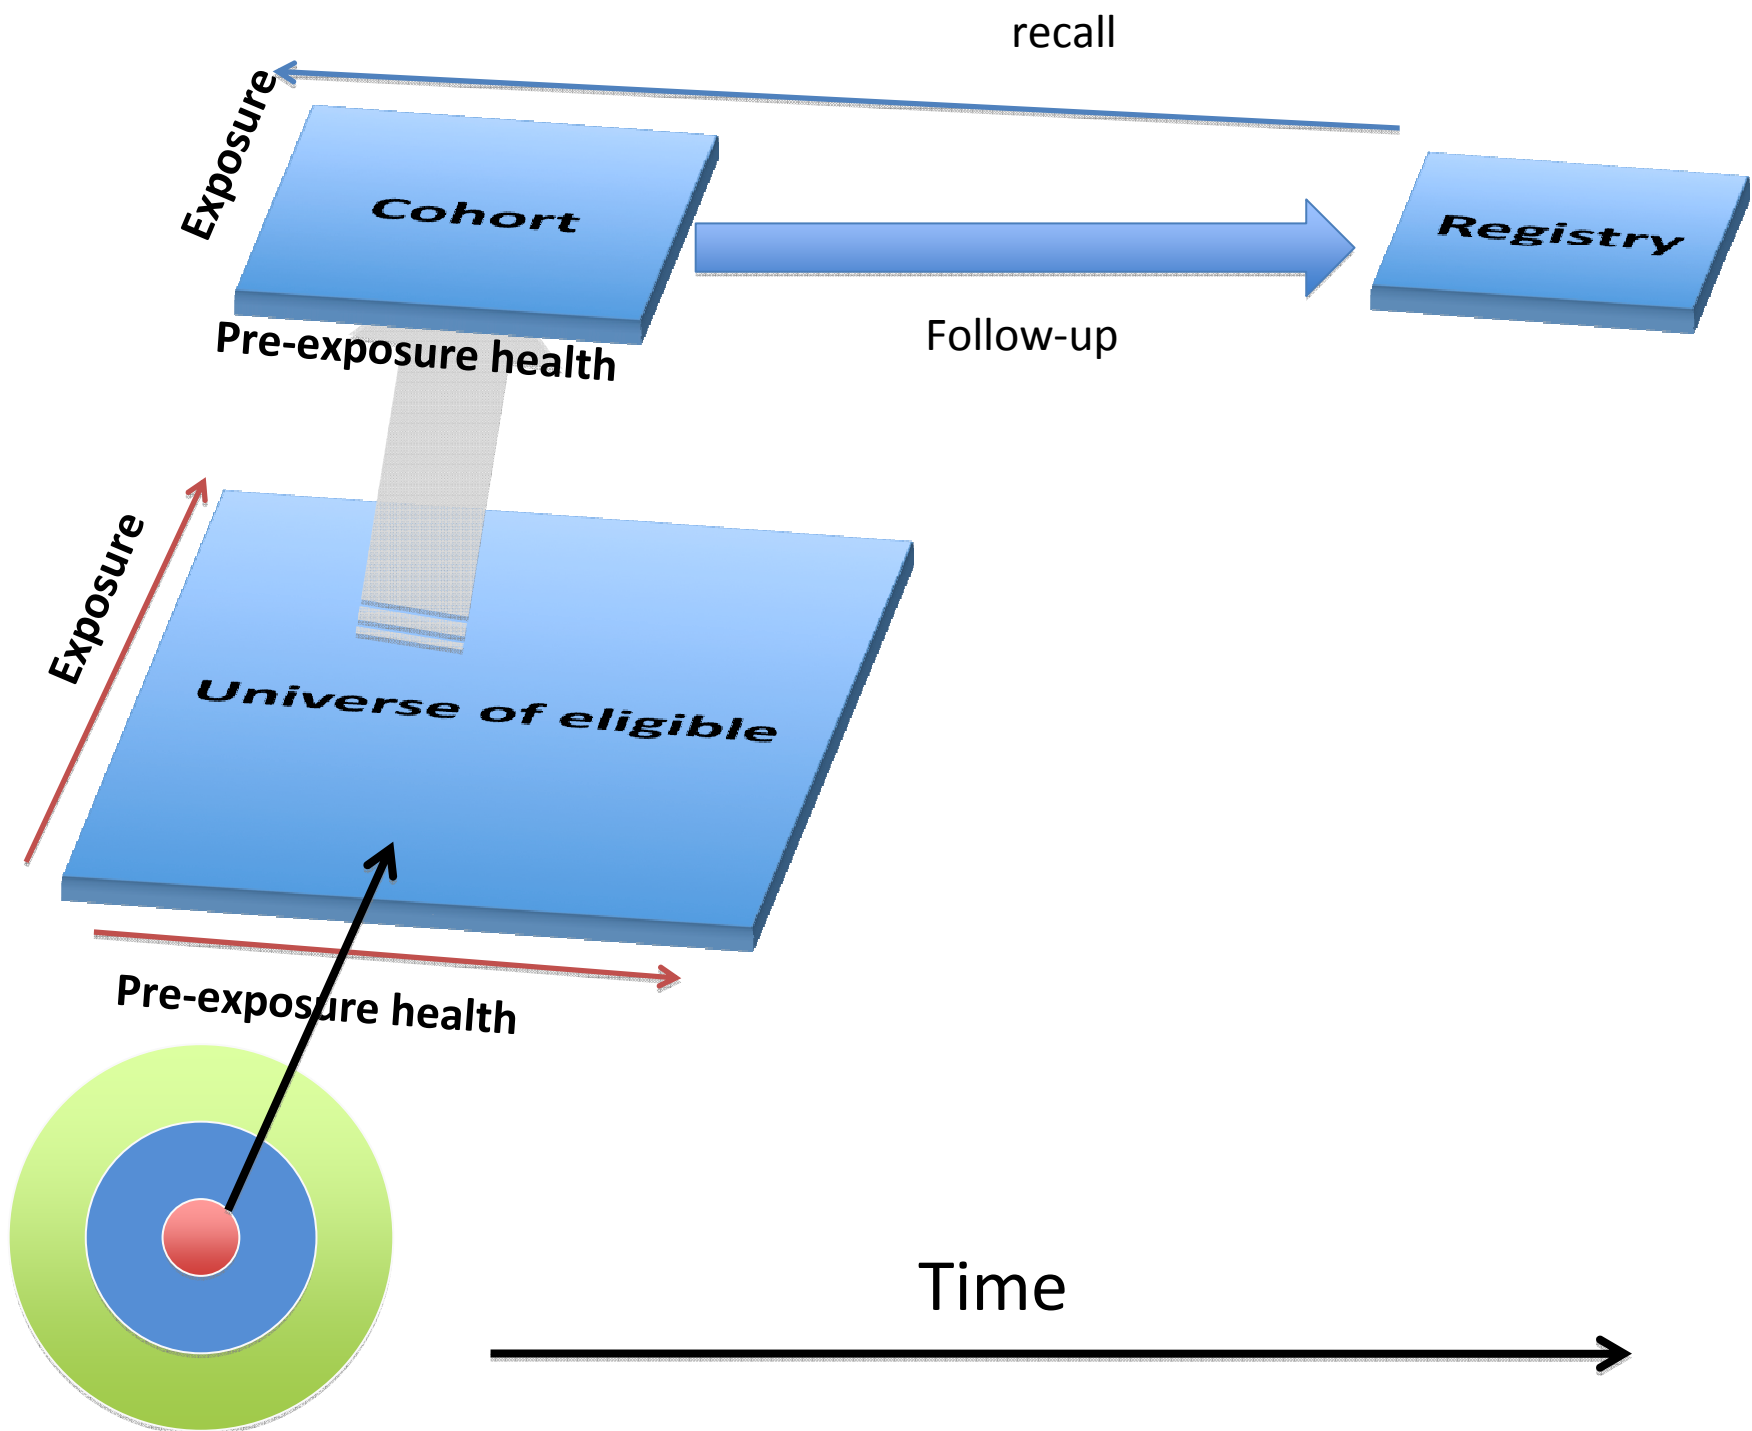 recall
Exposure
Cohort
Registry
Follow-up
Pre-exposure health
Exposure
Universe of eligible
Pre-exposure health
Time